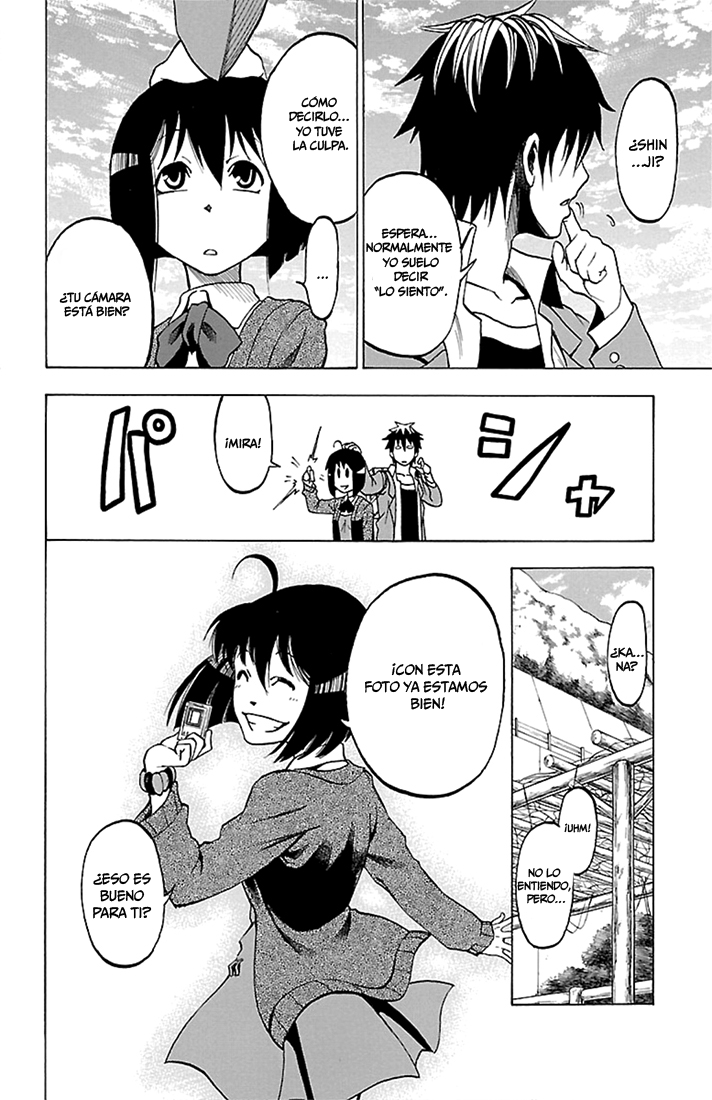 ¿SHIN
...JI?
ESPERA...
NORMALMENTE
YO SUELO
DECIR
"LO SIENTO".
CÓMO
DECIRLO...
YO TUVE
LA CULPA.
...
¿TU CÁMARA
ESTÁ BIEN?
¡MIRA!
パシャ
¿KA...
NA?
¡UHM!
NO LO
ENTIENDO,
PERO...
¡CON ESTA
FOTO YA ESTAMOS
BIEN!
¿ESO ES
BUENO
PARA TI?